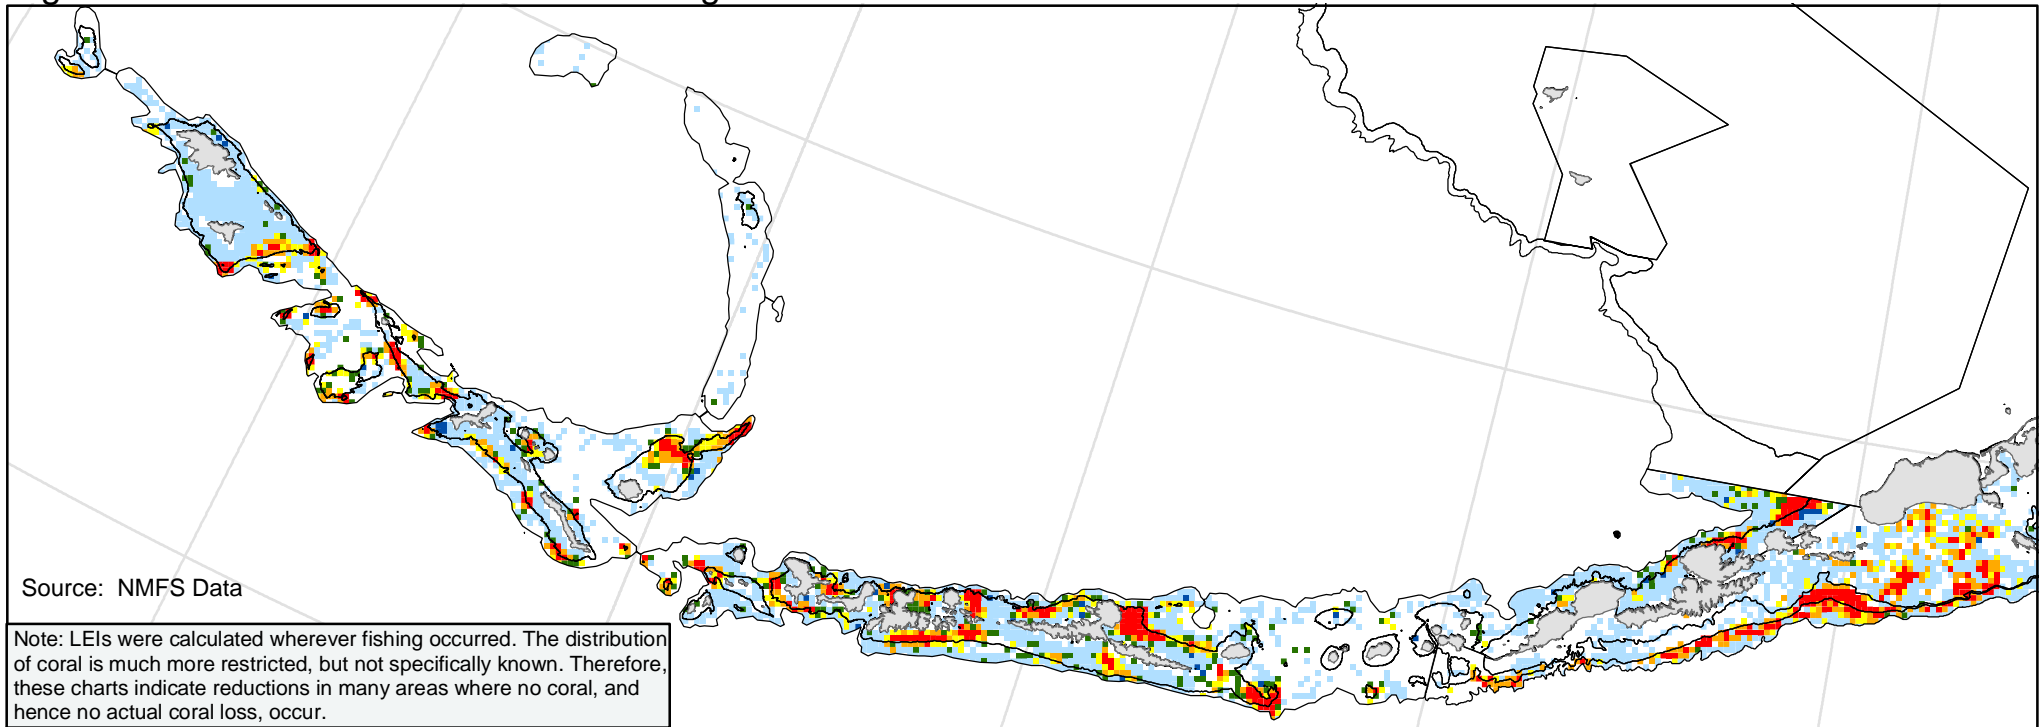 Source: NMFS Data
Note: LEIs were calculated wherever fishing occurred. The distribution
of coral is much more restricted, but not specifically known. Therefore,
these charts indicate reductions in many areas where no coral, and
hence no actual coral loss, occur.